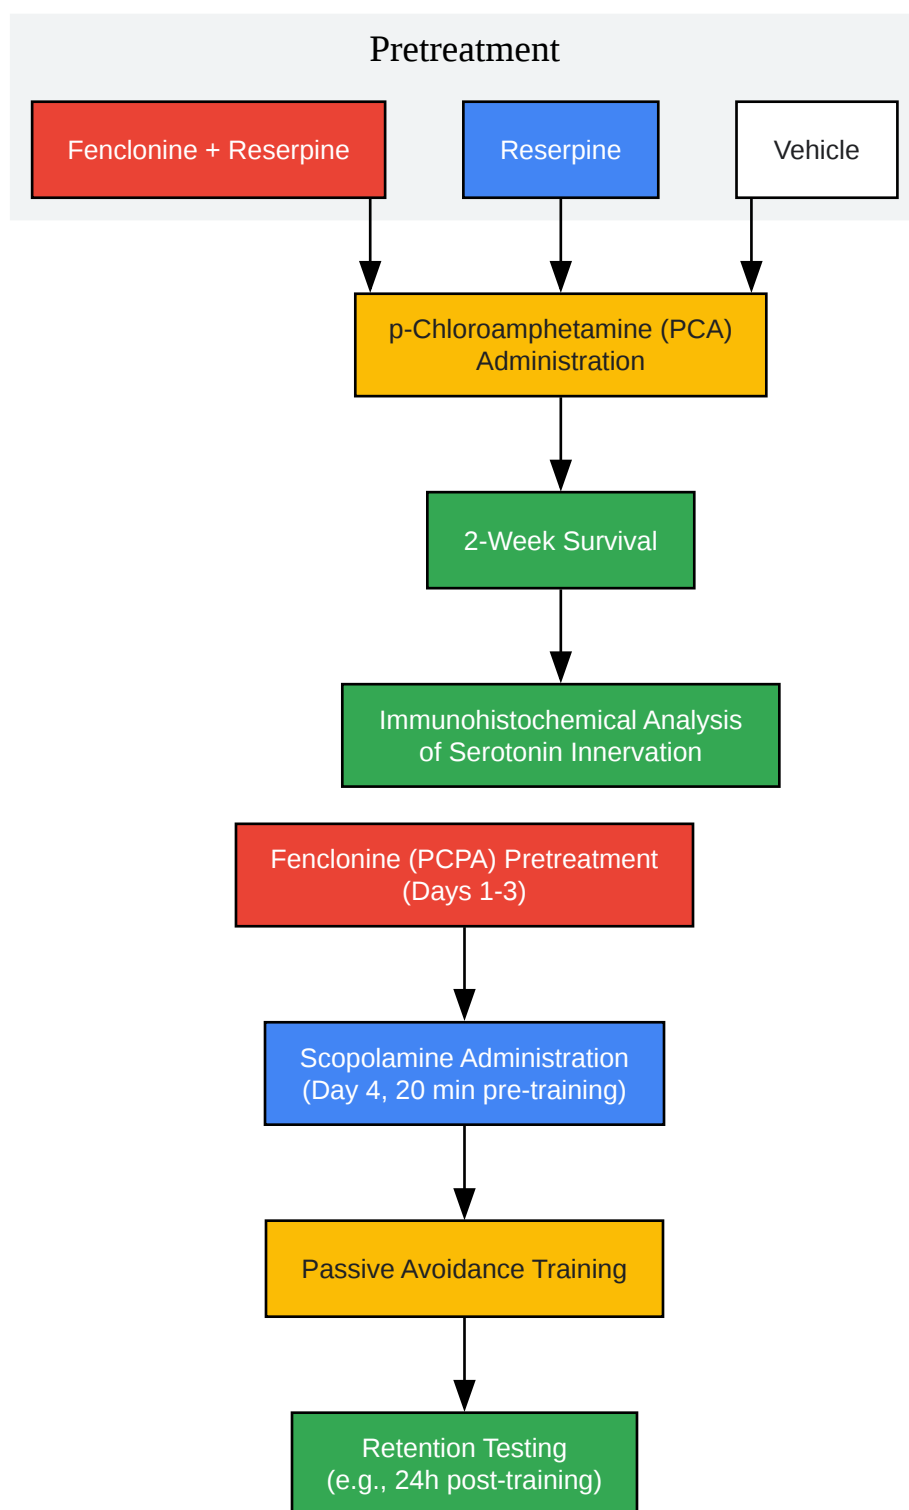 Pretreatment
Fenclonine + Reserpine
Reserpine
Vehicle
p-Chloroamphetamine (PCA)
Administration
2-Week Survival
Immunohistochemical Analysis
of Serotonin Innervation
Fenclonine (PCPA) Pretreatment
(Days 1-3)
Scopolamine Administration
(Day 4, 20 min pre-training)
Passive Avoidance Training
Retention Testing
(e.g., 24h post-training)